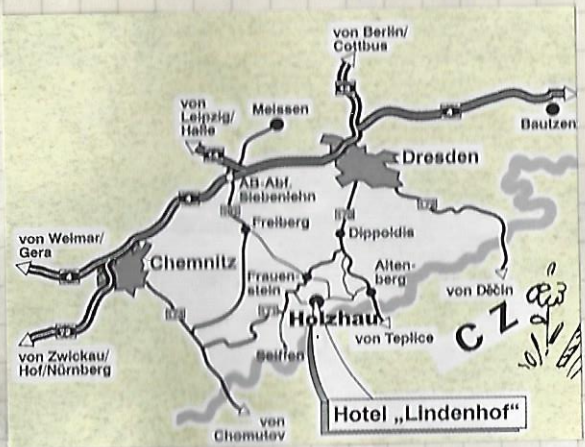 von Berlin/
Cottbus
von
Leipzig/
Halle
Meissen
Bautzen
Dresden
AB-Abf.
Siebenlehn
Freiberg
Dippoldis
von Weimar/
Gera
Chemnitz
Frauen-
stein
Alten-
berg
von Děčín
Holzhau
von Teplice
C Z
Seiffen
von Zwickau/
Hof/Nürnberg
Hotel „Lindenhof“
von
Chomutov